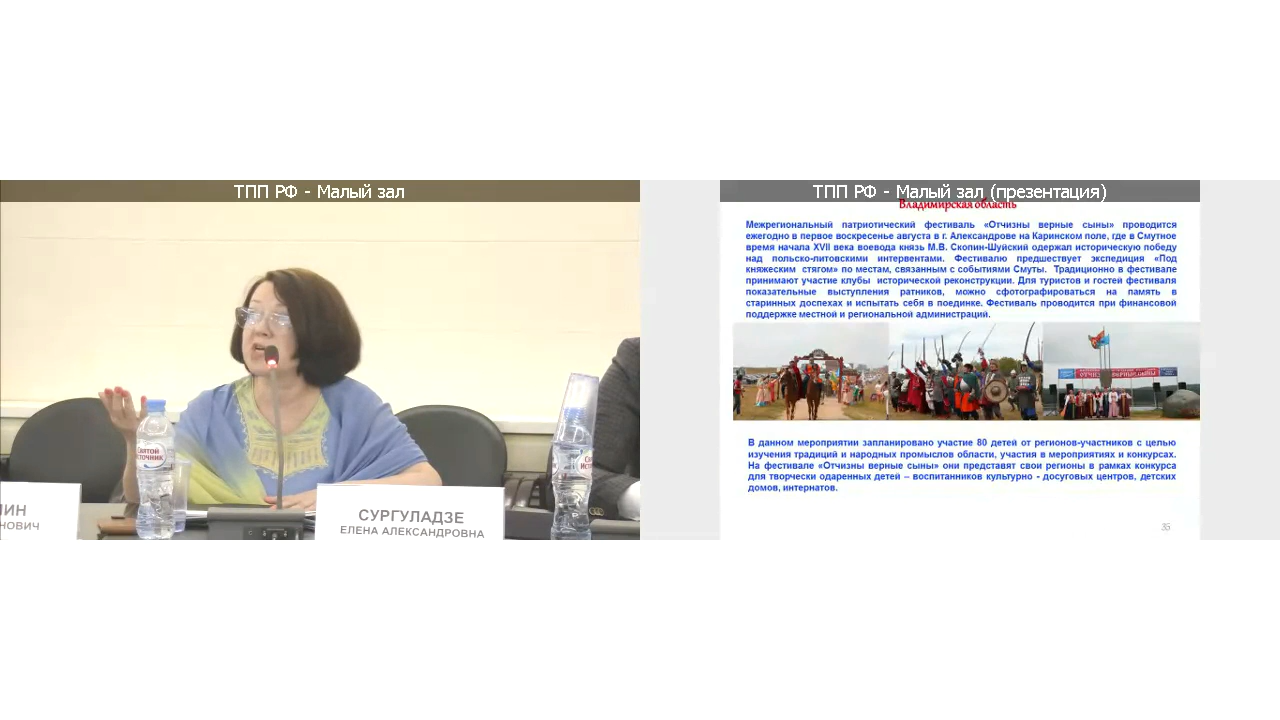 ТПП РФ - Малый зал
СВЯТОЙ
ИСТОЧНИК
СУРГУЛАДЗЕ
ЕЛЕНА АЛЕКСАНДРОВНА
ТПП РФ - Малый зал (презентация)
Владимирская область
Межрегиональный патриотический фестиваль «Отчизны верные сыны» проводится
ежегодно в первое воскресенье августа в г. Александрове на Каринском поле, где в Смутное
время начала XVII века воевода князь М.В. Скопин-Шуйский одержал историческую победу
над польско-литовскими интервентами. Фестивалю предшествует экспедиция «Под
княжеским стягом» по местам, связанным с событиями Смуты. Традиционно в фестивале
принимают участие клубы исторической реконструкции. Для туристов и гостей фестиваля
показательные выступления ратников, можно сфотографироваться на память в
старинных доспехах и испытать себя в поединке. Фестиваль проводится при финансовой
поддержке местной и региональной администраций.
В данном мероприятии запланировано участие 80 детей от регионов-участников с целью
изучения традиций и народных промыслов области, участия в мероприятиях и конкурсах.
На фестивале «Отчизны верные сыны» они представят свои регионы в рамках конкурса
для творчески одаренных детей – воспитанников культурно - досуговых центров, детских
домов, интернатов.